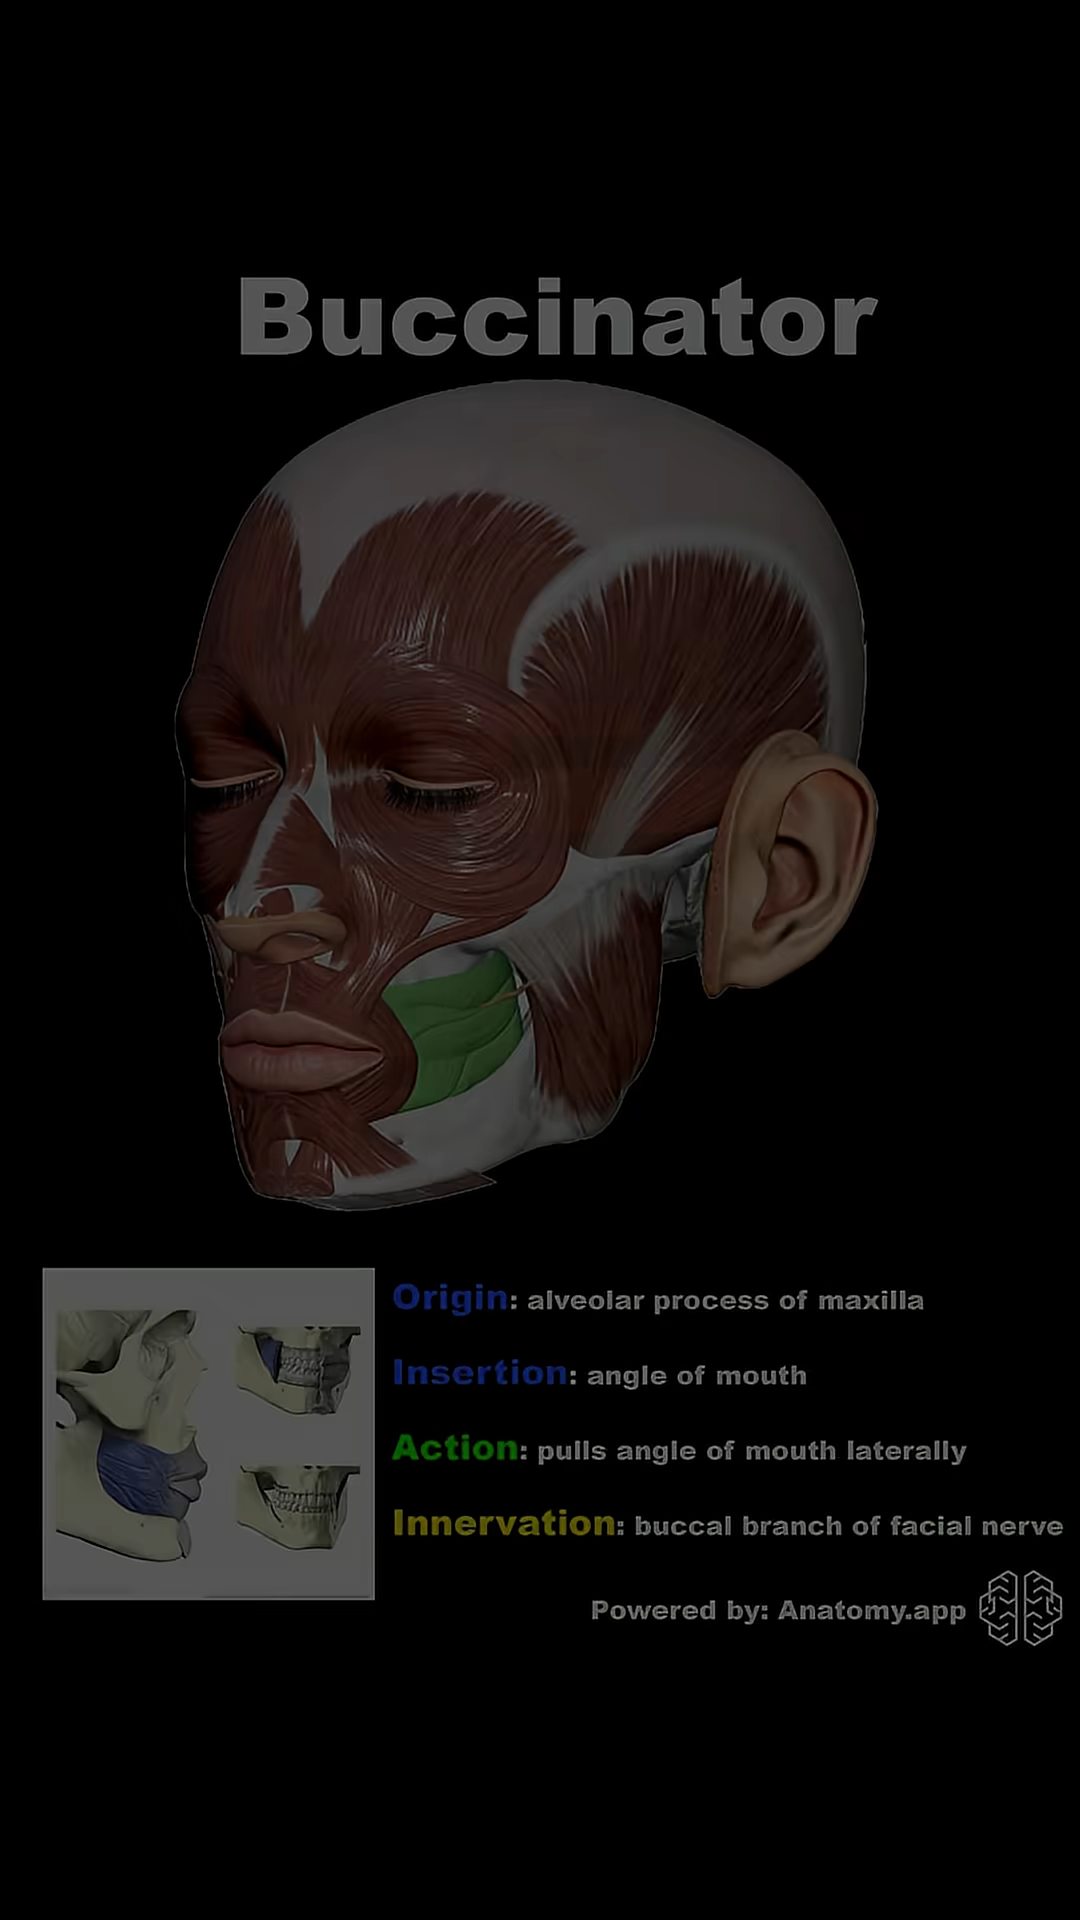 Buccinator
Origin: alveolar process of maxilla
Insertion: angle of mouth
Action: pulls angle of mouth laterally
Innervation: buccal branch of facial nerve
Powered by: Anatomy.app